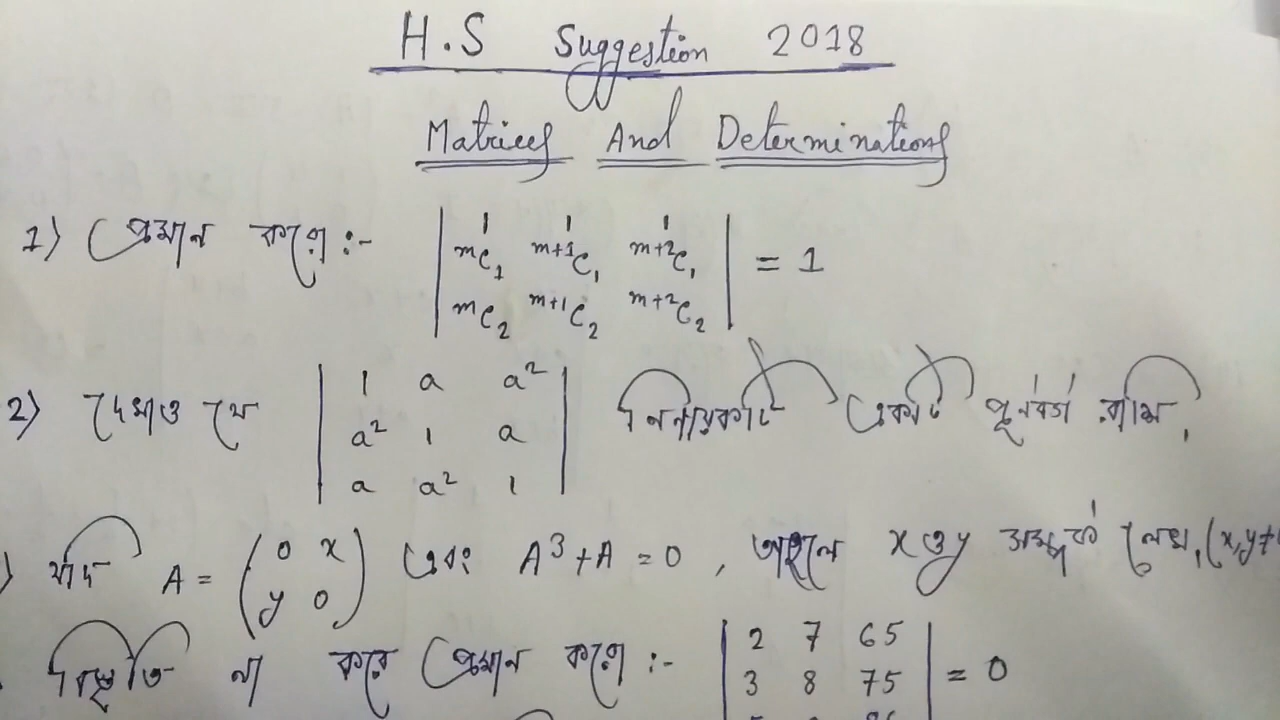 H.S Suggestion 2018
Matrices And Determinations
1) প্রমান করো :- | 1 1 1 |
| ᵐC₁ ᵐ⁺¹C₁ ᵐ⁺²C₁ | = 1
| ᵐC₂ ᵐ⁺¹C₂ ᵐ⁺²C₂ |
| 1 a a² |
2) দেখাও যে | a² 1 a | নির্নায়কটি একটি পূর্নবর্গ রাশি,
| a a² 1 |
) যদি A = ( 0 x ) এবং A³ + A = 0 , তাহলে x ও y সম্পর্ক লেখ, (x, y ≠
( y 0 )
বিস্তৃতি না করে প্রমান করো :- | 2 7 65 |
| 3 8 75 | = 0